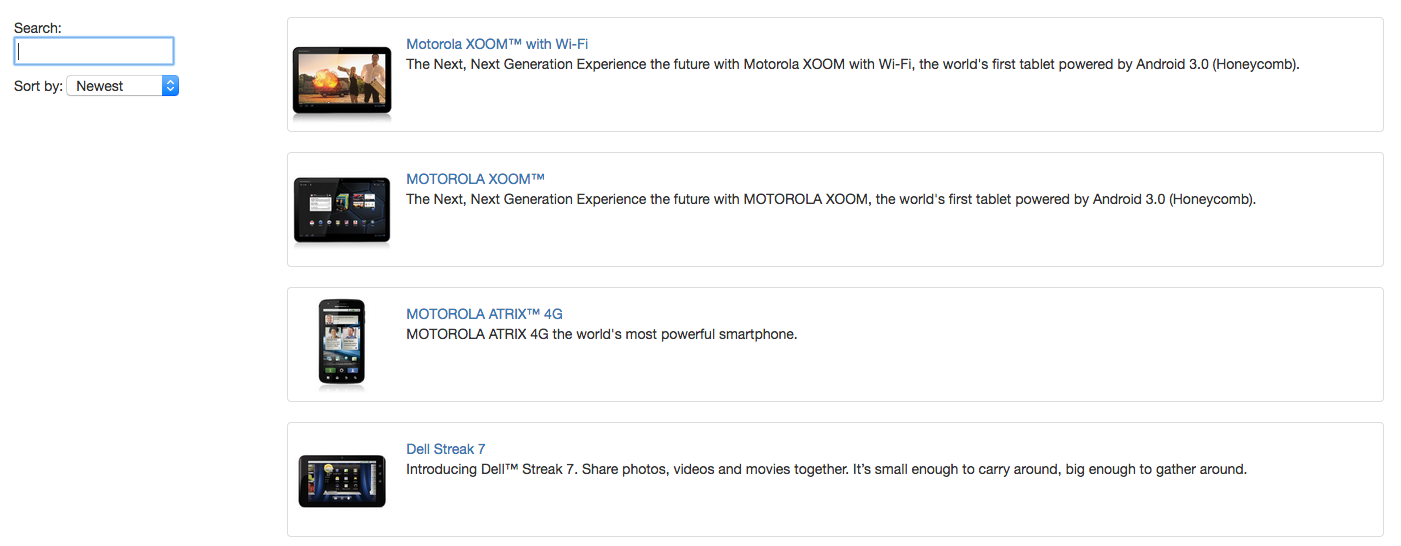 Search:
Sort by: Newest
Motorola XOOM™ with Wi-Fi
The Next, Next Generation Experience the future with Motorola XOOM with Wi-Fi, the world's first tablet powered by Android 3.0 (Honeycomb).
MOTOROLA XOOM™
The Next, Next Generation Experience the future with MOTOROLA XOOM, the world's first tablet powered by Android 3.0 (Honeycomb).
MOTOROLA ATRIX™ 4G
MOTOROLA ATRIX 4G the world's most powerful smartphone.
Dell Streak 7
Introducing Dell™ Streak 7. Share photos, videos and movies together. It’s small enough to carry around, big enough to gather around.